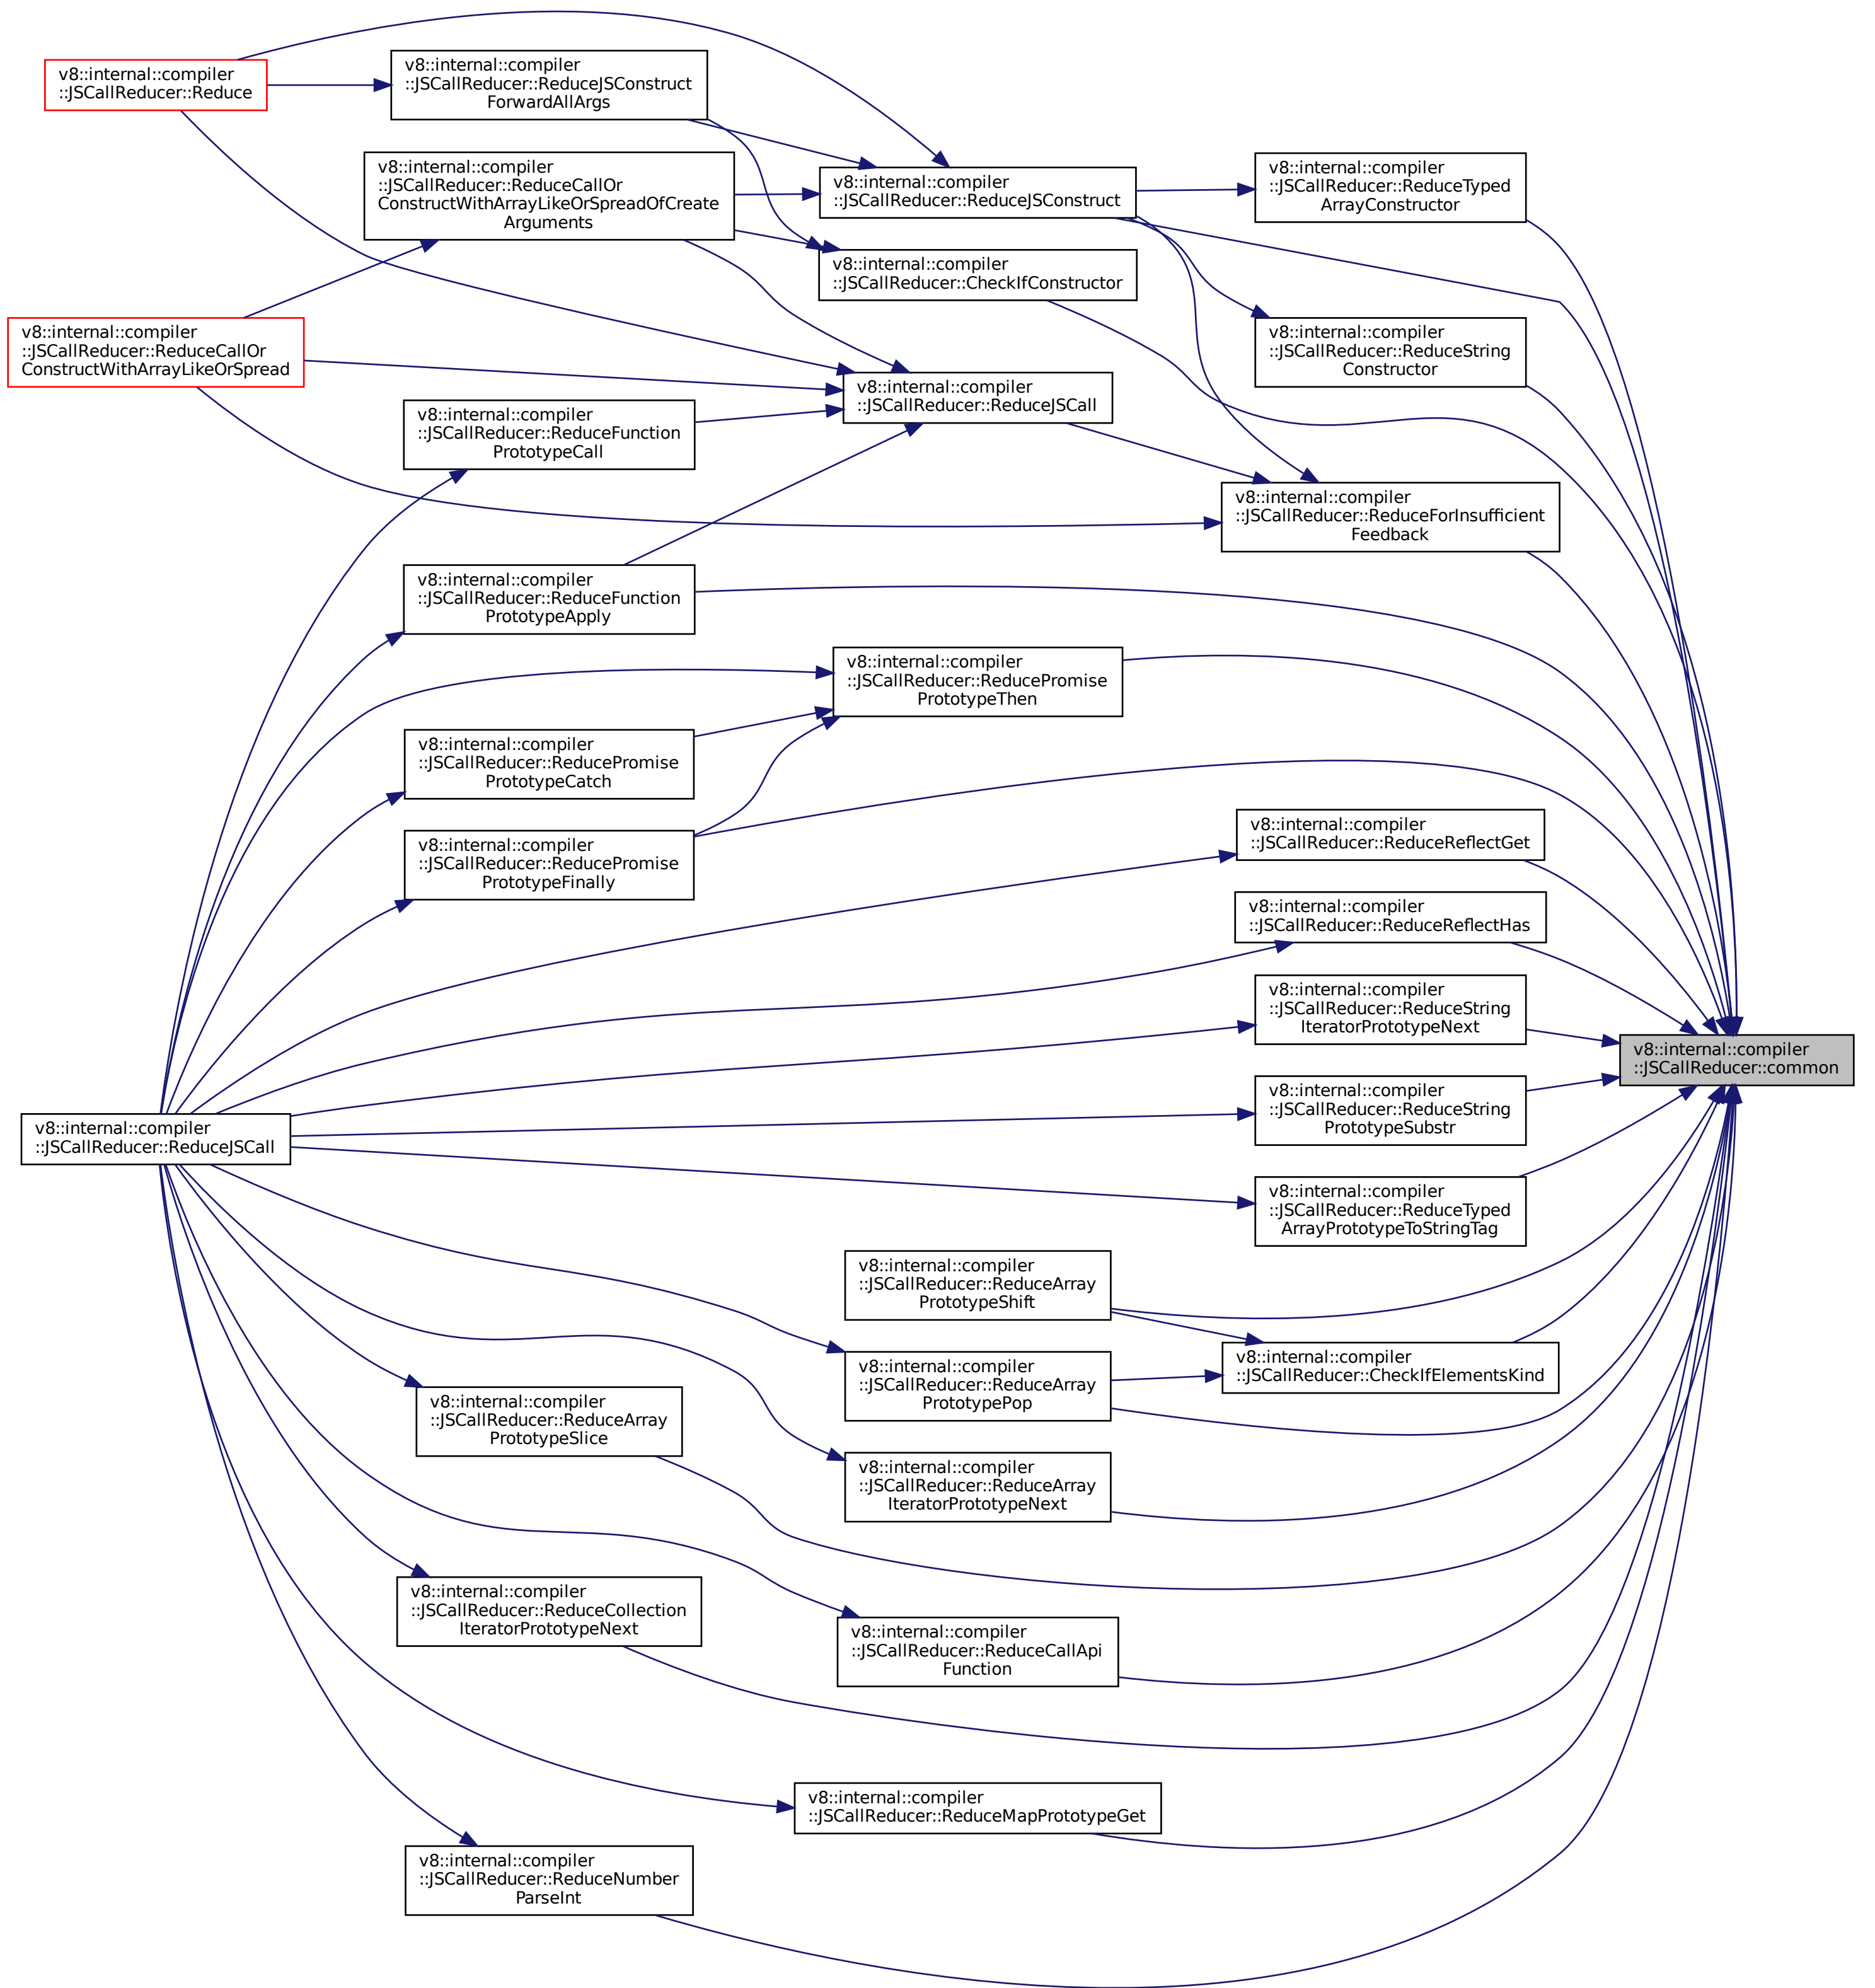 v8::internal::compiler
::JSCallReducer::Reduce
v8::internal::compiler
::JSCallReducer::ReduceJSConstruct
ForwardAllArgs
v8::internal::compiler
::JSCallReducer::ReduceCallOr
ConstructWithArrayLikeOrSpreadOfCreate
Arguments
v8::internal::compiler
::JSCallReducer::ReduceJSConstruct
v8::internal::compiler
::JSCallReducer::ReduceTyped
ArrayConstructor
v8::internal::compiler
::JSCallReducer::CheckIfConstructor
v8::internal::compiler
::JSCallReducer::ReduceCallOr
ConstructWithArrayLikeOrSpread
v8::internal::compiler
::JSCallReducer::ReduceString
Constructor
v8::internal::compiler
::JSCallReducer::ReduceJSCall
v8::internal::compiler
::JSCallReducer::ReduceFunction
PrototypeCall
v8::internal::compiler
::JSCallReducer::ReduceForInsufficient
Feedback
v8::internal::compiler
::JSCallReducer::ReduceFunction
PrototypeApply
v8::internal::compiler
::JSCallReducer::ReducePromise
PrototypeThen
v8::internal::compiler
::JSCallReducer::ReducePromise
PrototypeCatch
v8::internal::compiler
::JSCallReducer::ReducePromise
PrototypeFinally
v8::internal::compiler
::JSCallReducer::ReduceReflectGet
v8::internal::compiler
::JSCallReducer::ReduceReflectHas
v8::internal::compiler
::JSCallReducer::ReduceString
IteratorPrototypeNext
v8::internal::compiler
::JSCallReducer::common
v8::internal::compiler
::JSCallReducer::ReduceString
PrototypeSubstr
v8::internal::compiler
::JSCallReducer::ReduceJSCall
v8::internal::compiler
::JSCallReducer::ReduceTyped
ArrayPrototypeToStringTag
v8::internal::compiler
::JSCallReducer::ReduceArray
PrototypeShift
v8::internal::compiler
::JSCallReducer::CheckIfElementsKind
v8::internal::compiler
::JSCallReducer::ReduceArray
PrototypePop
v8::internal::compiler
::JSCallReducer::ReduceArray
PrototypeSlice
v8::internal::compiler
::JSCallReducer::ReduceArray
IteratorPrototypeNext
v8::internal::compiler
::JSCallReducer::ReduceCollection
IteratorPrototypeNext
v8::internal::compiler
::JSCallReducer::ReduceCallApi
Function
v8::internal::compiler
::JSCallReducer::ReduceMapPrototypeGet
v8::internal::compiler
::JSCallReducer::ReduceNumber
ParseInt